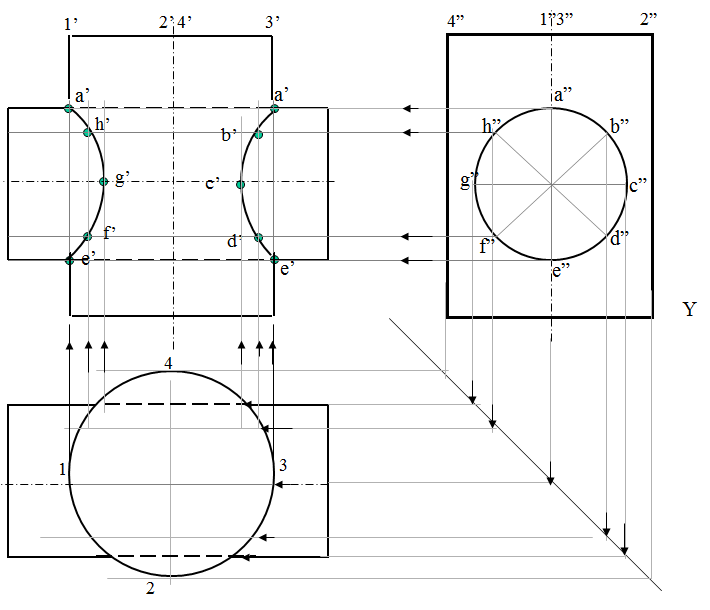 1’ 2’ 4’ 3’ 4” 1”3” 2”
a’ a’ a”
h’ b’ h” b”
g’ c’ g” c”
f’ d’ f” d”
e’ e’ e”
Y
4
1 3
2